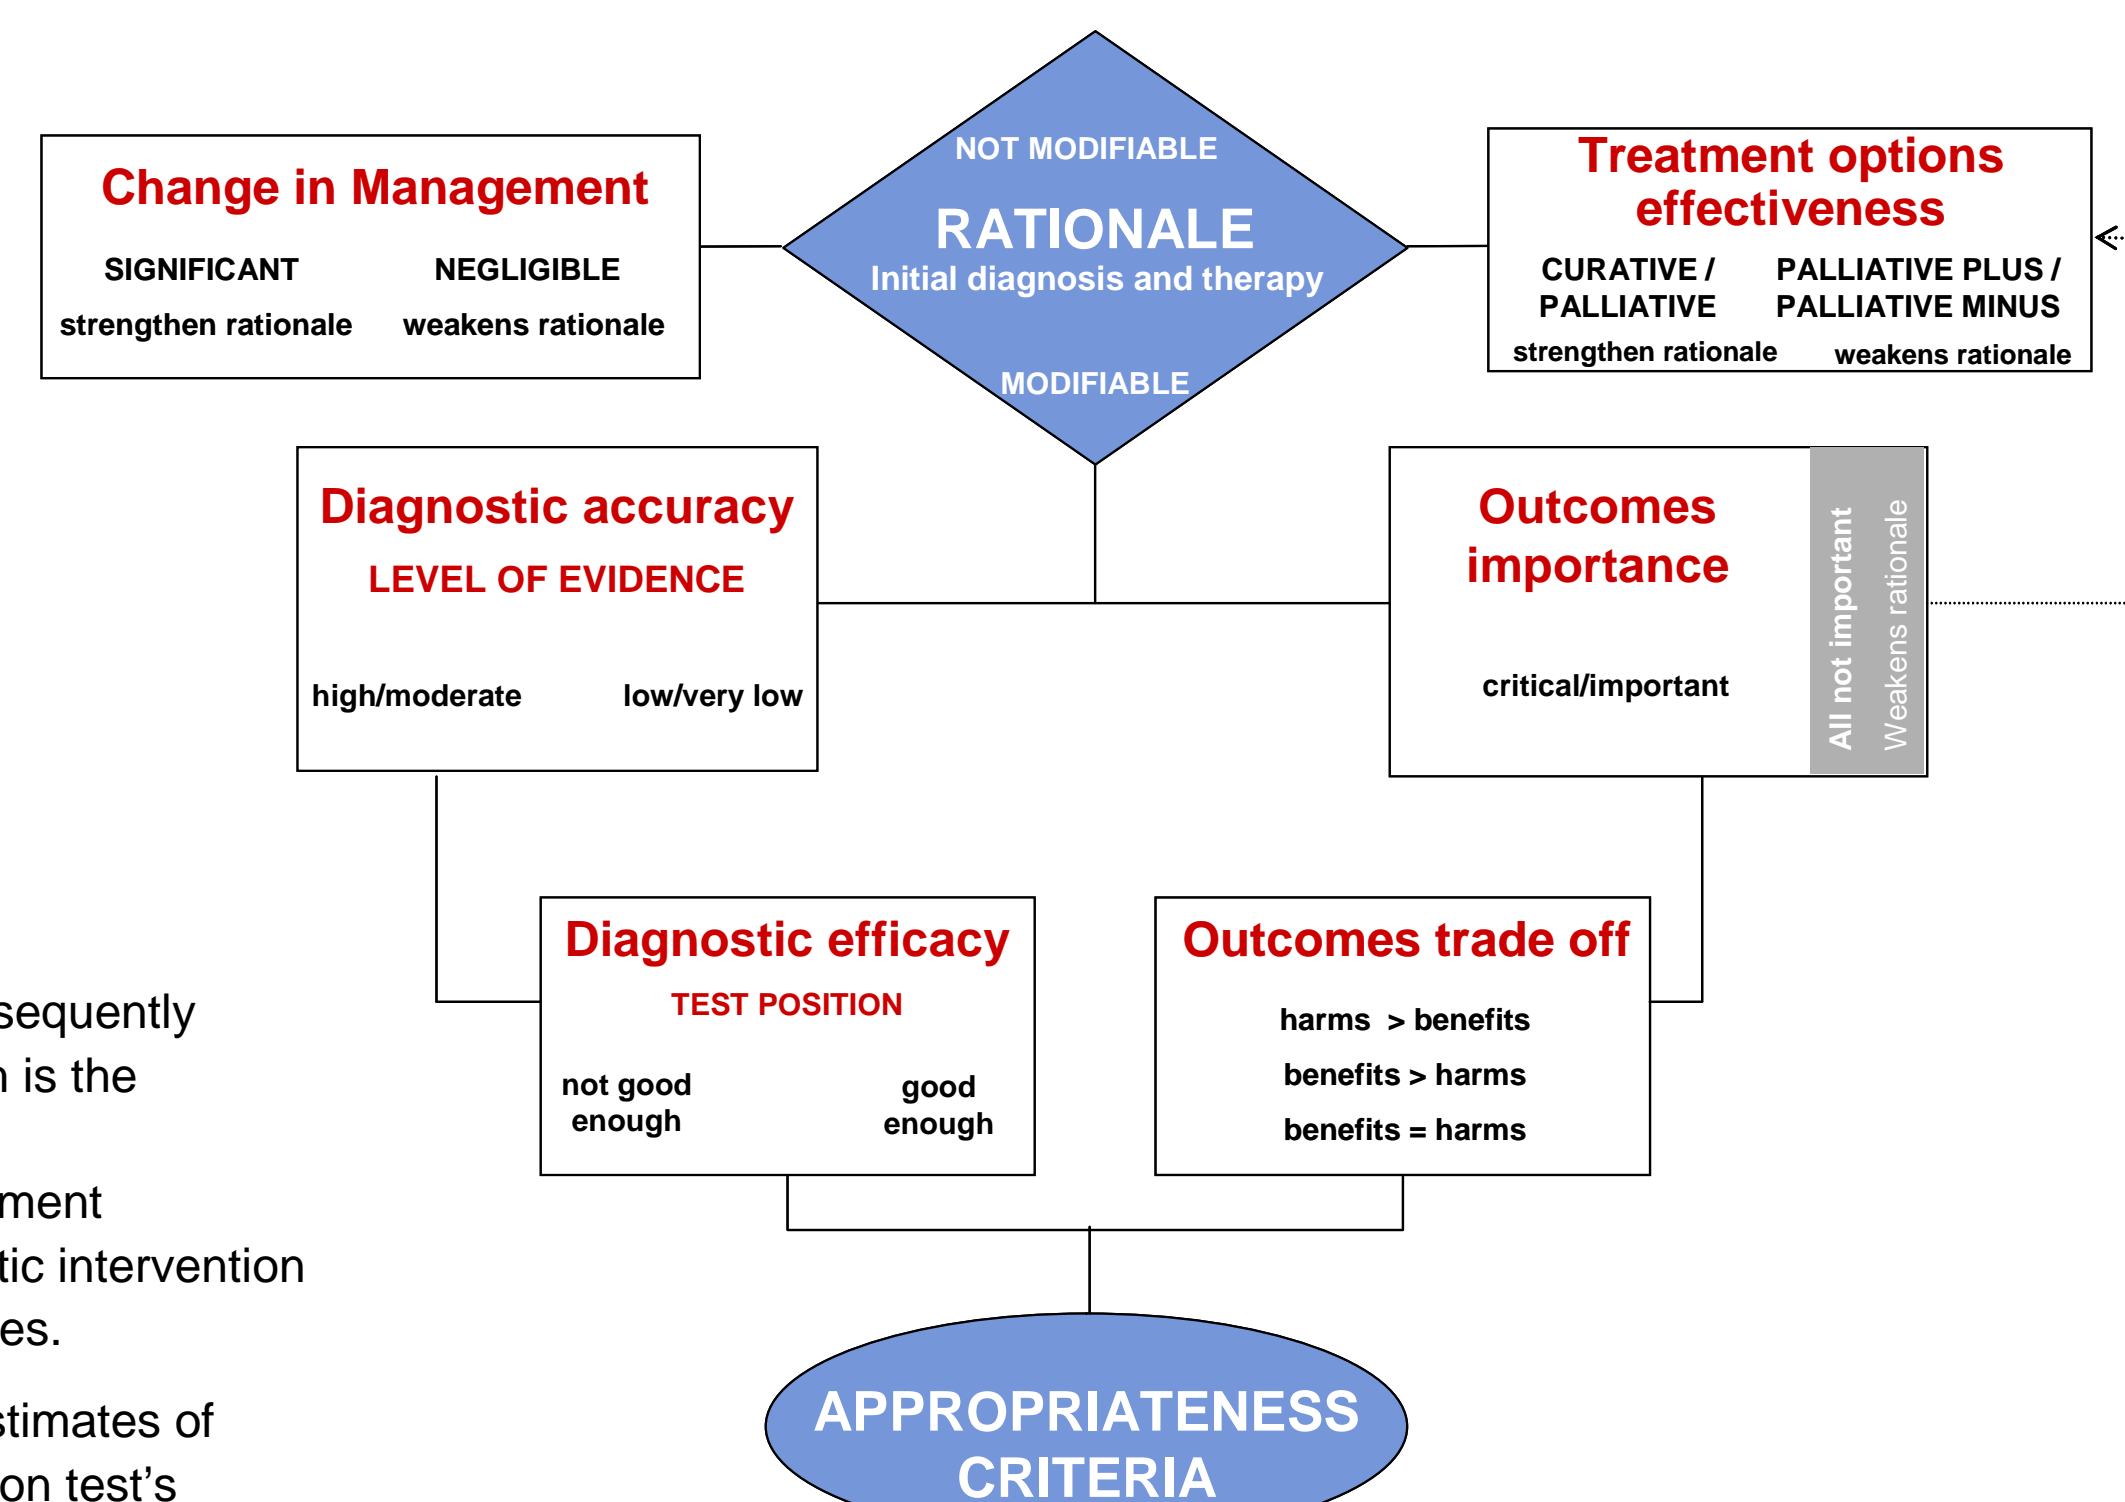 NOT MODIFIABLE
RATIONALE
Initial diagnosis and therapy
MODIFIABLE
Change in Management
SIGNIFICANT NEGLIGIBLE
strengthen rationale weakens rationale
Treatment options
effectiveness
CURATIVE / PALLIATIVE PLUS /
PALLIATIVE PALLIATIVE MINUS
strengthen rationale weakens rationale
Diagnostic accuracy
LEVEL OF EVIDENCE
high/moderate low/very low
Outcomes
importance
critical/important
All not important
Weakens rationale
Diagnostic efficacy
TEST POSITION
not good good
enough enough
Outcomes trade off
harms > benefits
benefits > harms
benefits = harms
sequently
n is the
ment
tic intervention
es.
stimates of
on test's
APPROPRIATENESS
CRITERIA